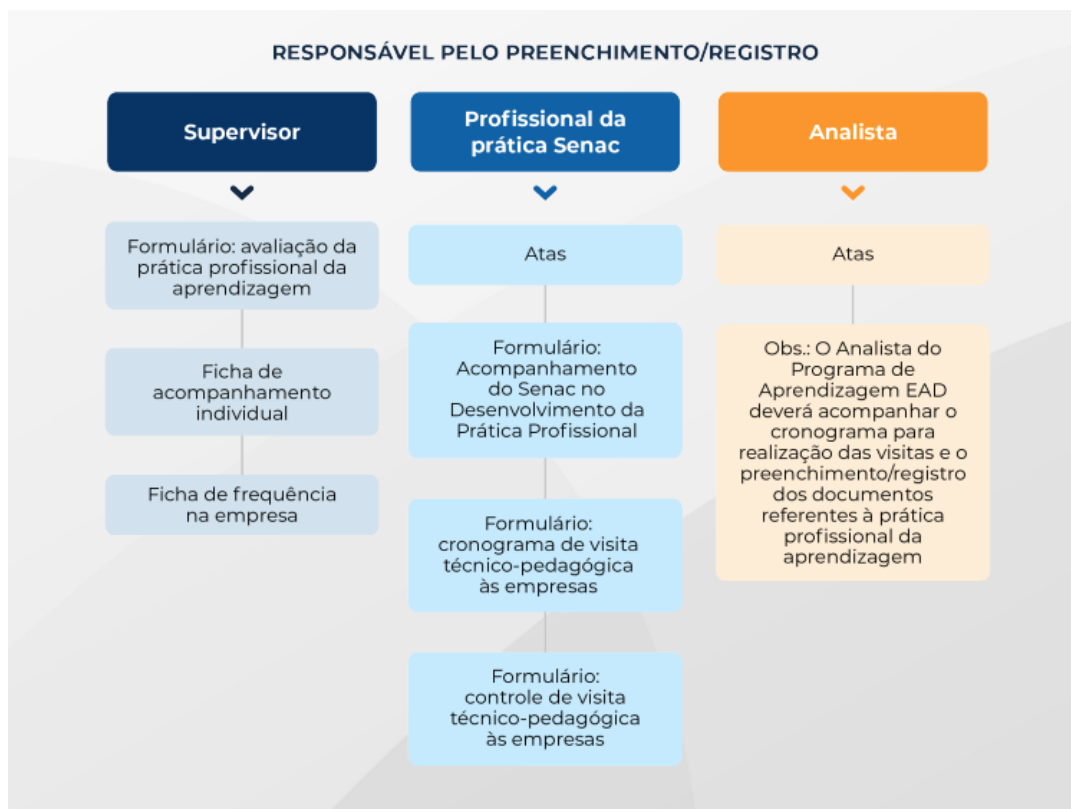 RESPONSÁVEL PELO PREENCHIMENTO/REGISTRO
Supervisor
Formulário: avaliação da
prática profissional da
aprendizagem
Ficha de
acompanhamento
individual
Ficha de frequência
na empresa
Profissional da
prática Senac
Atas
Formulário:
Acompanhamento
do Senac no
Desenvolvimento da
Prática Profissional
Formulário:
cronograma de visita
técnico-pedagógica
às empresas
Formulário:
controle de visita
técnico-pedagógica
às empresas
Analista
Atas
Obs.: O Analista do
Programa de
Aprendizagem EAD
deverá acompanhar o
cronograma para
realização das visitas e o
preenchimento/registro
dos documentos
referentes à prática
profissional da
aprendizagem